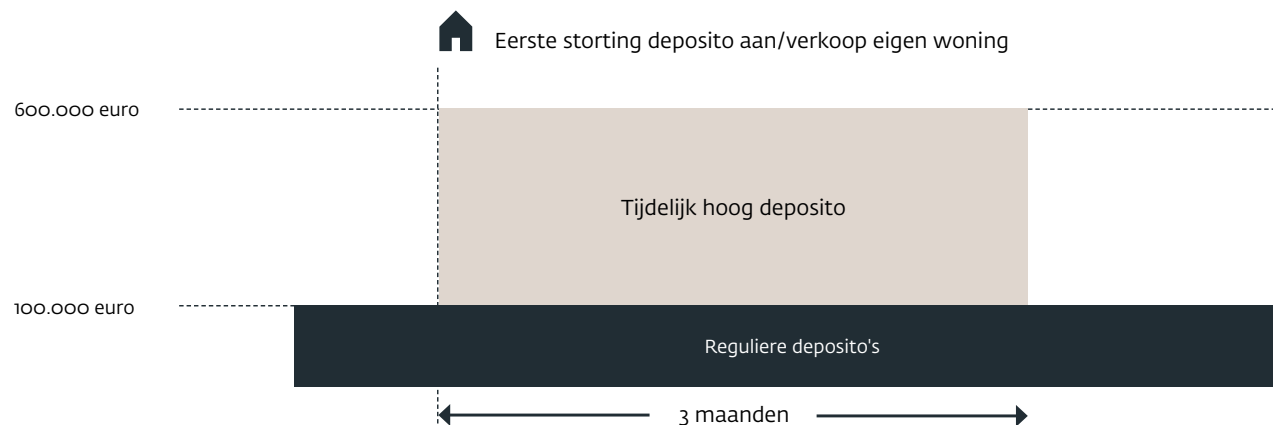 Eerste storting deposito aan/verkoop eigen woning
600.000 euro
Tijdelijk hoog deposito
100.000 euro
Reguliere deposito's
3 maanden